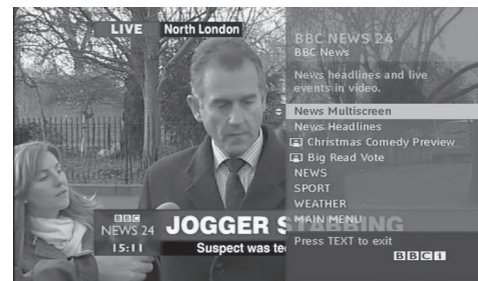 LIVE North London
BBC NEWS 24
BBC News
News headlines and live
events in video.
News Multiscreen
News Headlines
Christmas Comedy Preview
Big Read Vote
NEWS
SPORT
WEATHER
MAIN MENU
Press TEXT to exit
BBCi
BBC
NEWS 24
15:11
JOGGER STABBING
Suspect was